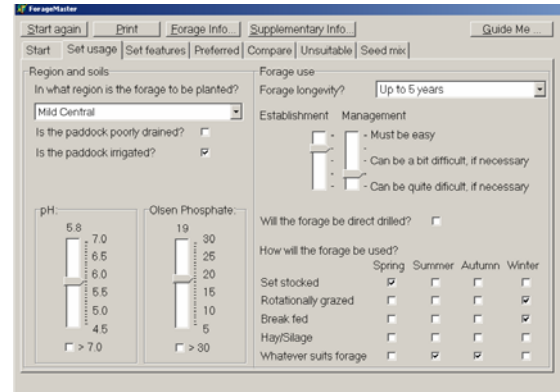 ForageMaster
Start again Print Forage Info... Supplementary Info... Guide Me ...
Start Set usage Set features Preferred Compare Unsuitable Seed mix
Region and soils
In what region is the forage to be planted?
Mild Central
Is the paddock poorly drained?
Is the paddock irrigated?
pH:
5.8
7.0
6.5
6.0
5.5
5.0
4.5
> 7.0
Olsen Phosphate:
19
30
25
20
15
10
5
> 30
Forage use
Forage longevity? Up to 5 years
Establishment Management
- Must be easy
- Can be a bit difficult, if necessary
- Can be quite dificult, if necessary
Will the forage be direct drilled?
How will the forage be used?
Spring Summer Autumn Winter
Set stocked
Rotationally grazed
Break fed
Hay/Silage
Whatever suits forage